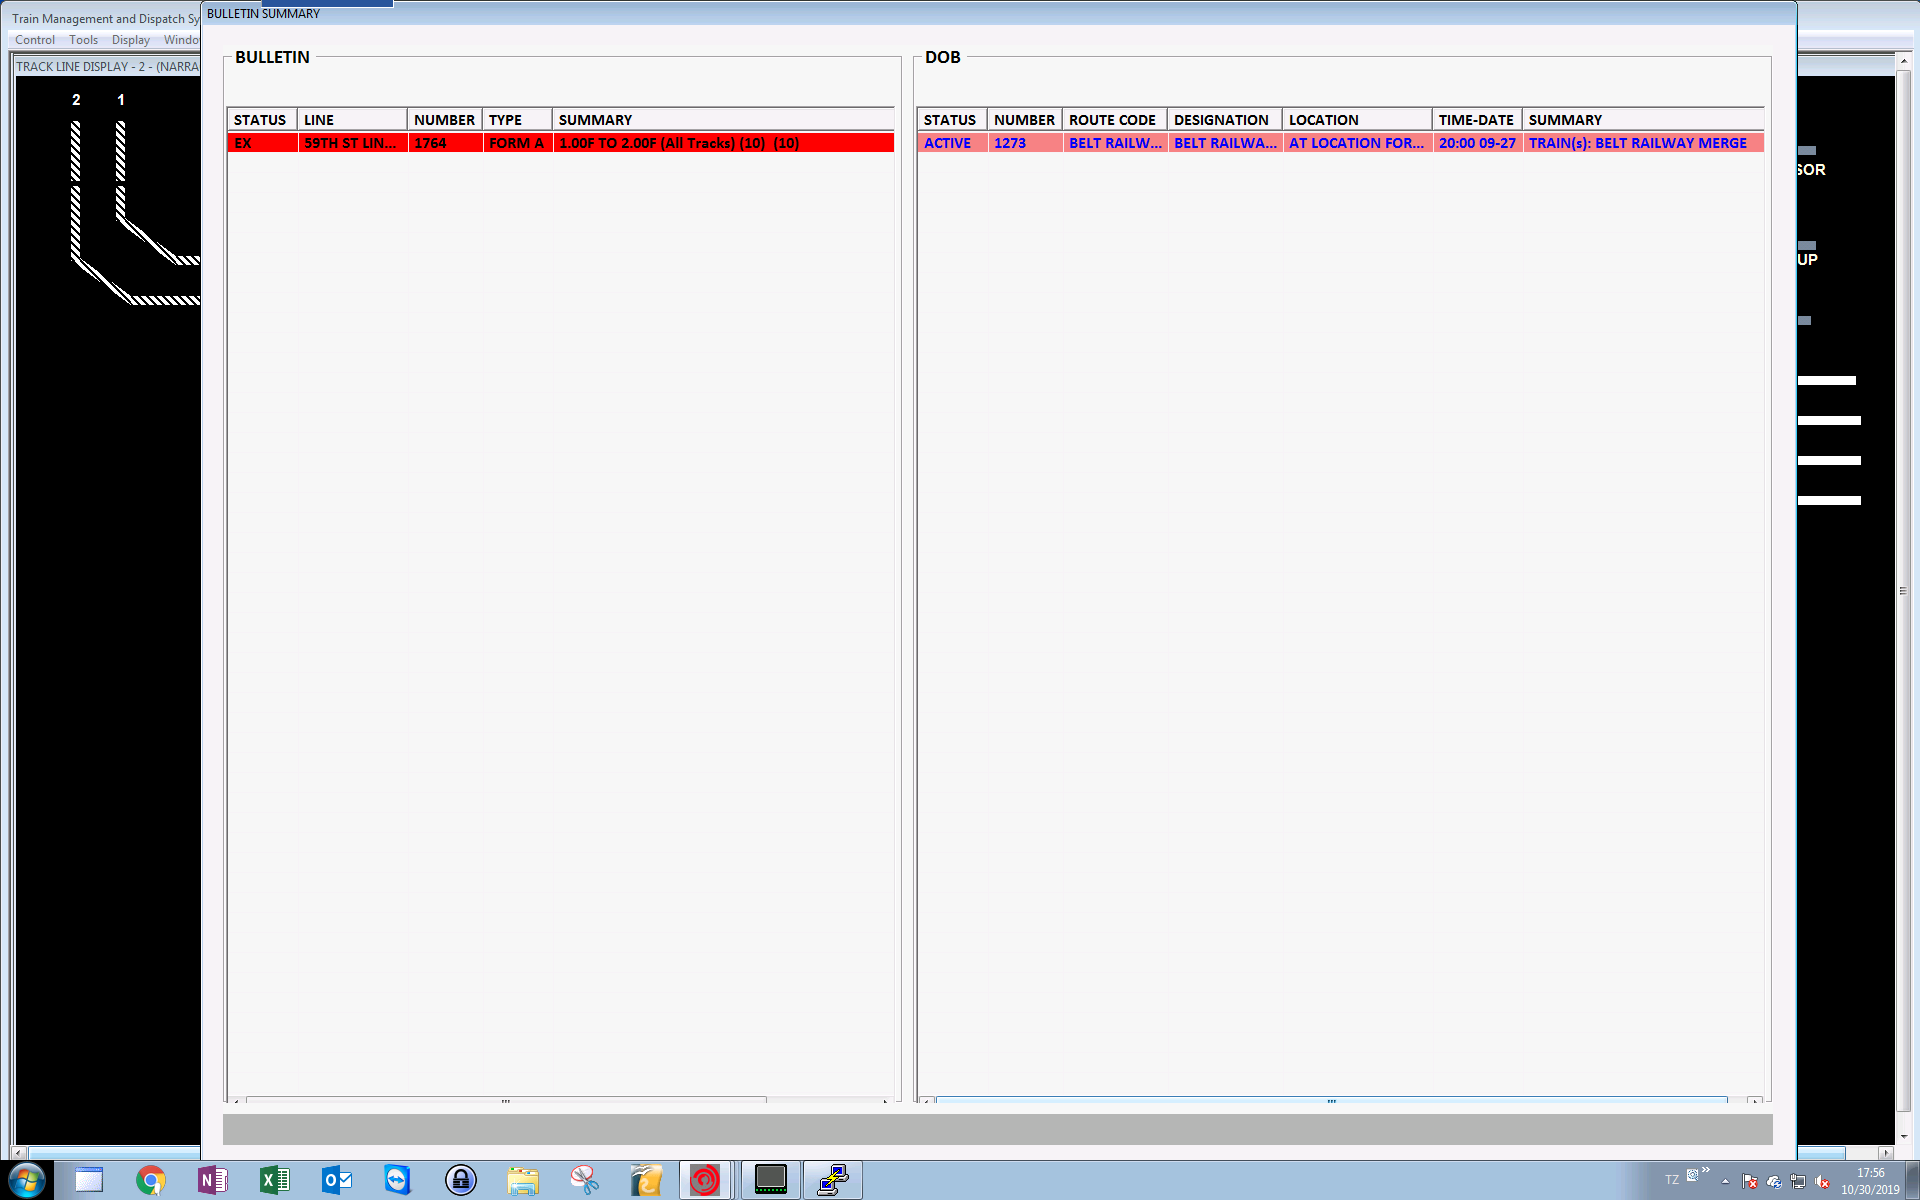 BULLETIN SUMMARY
Train Management and Dispatch Sy
Control Tools Display Windo
TRACK LINE DISPLAY - 2 - (NARRA
2 1
BULLETIN
STATUS LINE NUMBER TYPE SUMMARY
EX 59TH ST LIN... 1764 FORM A 1.00F TO 2.00F (All Tracks) (10) (10)
DOB
STATUS NUMBER ROUTE CODE DESIGNATION LOCATION TIME-DATE SUMMARY
ACTIVE 1273 BELT RAILW... BELT RAILWA... AT LOCATION FOR... 20:00 09-27 TRAIN(s): BELT RAILWAY MERGE
SOR
UP
TZ
17:56
10/30/2019